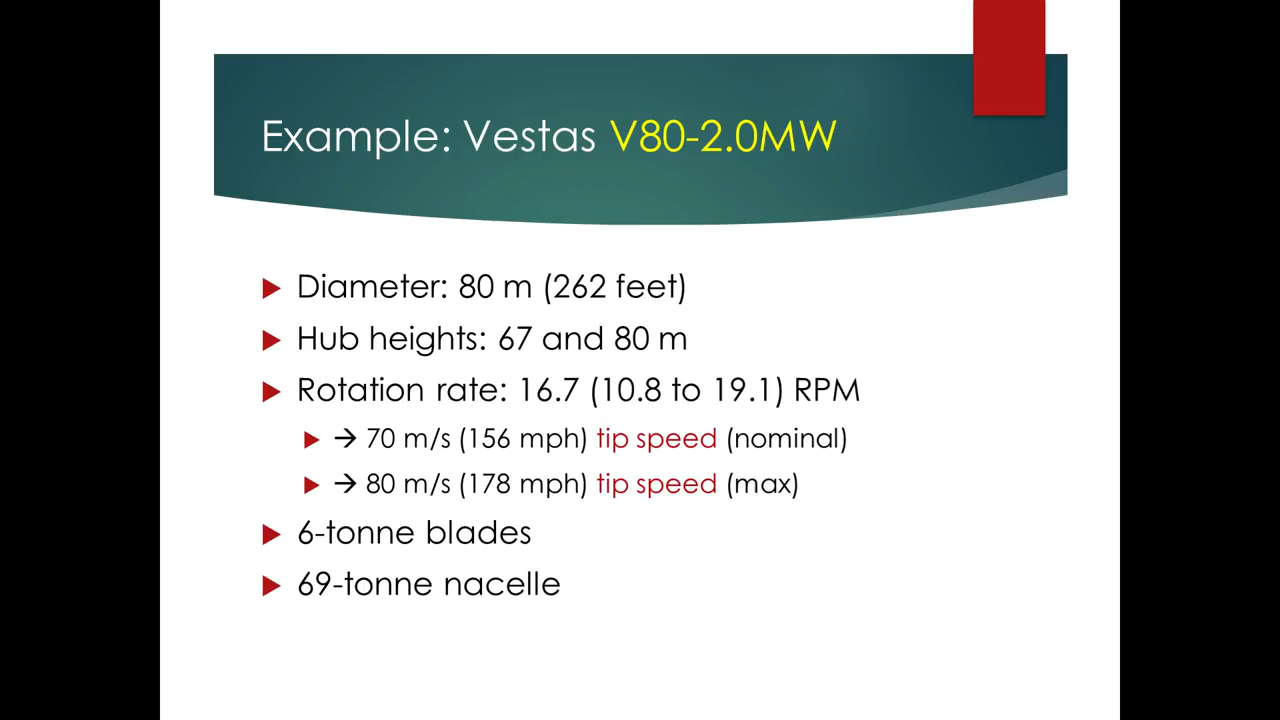 Example: Vestas V80-2.0MW
Diameter: 80 m (262 feet)
Hub heights: 67 and 80 m
Rotation rate: 16.7 (10.8 to 19.1) RPM
→ 70 m/s (156 mph) tip speed (nominal)
→ 80 m/s (178 mph) tip speed (max)
6-tonne blades
69-tonne nacelle